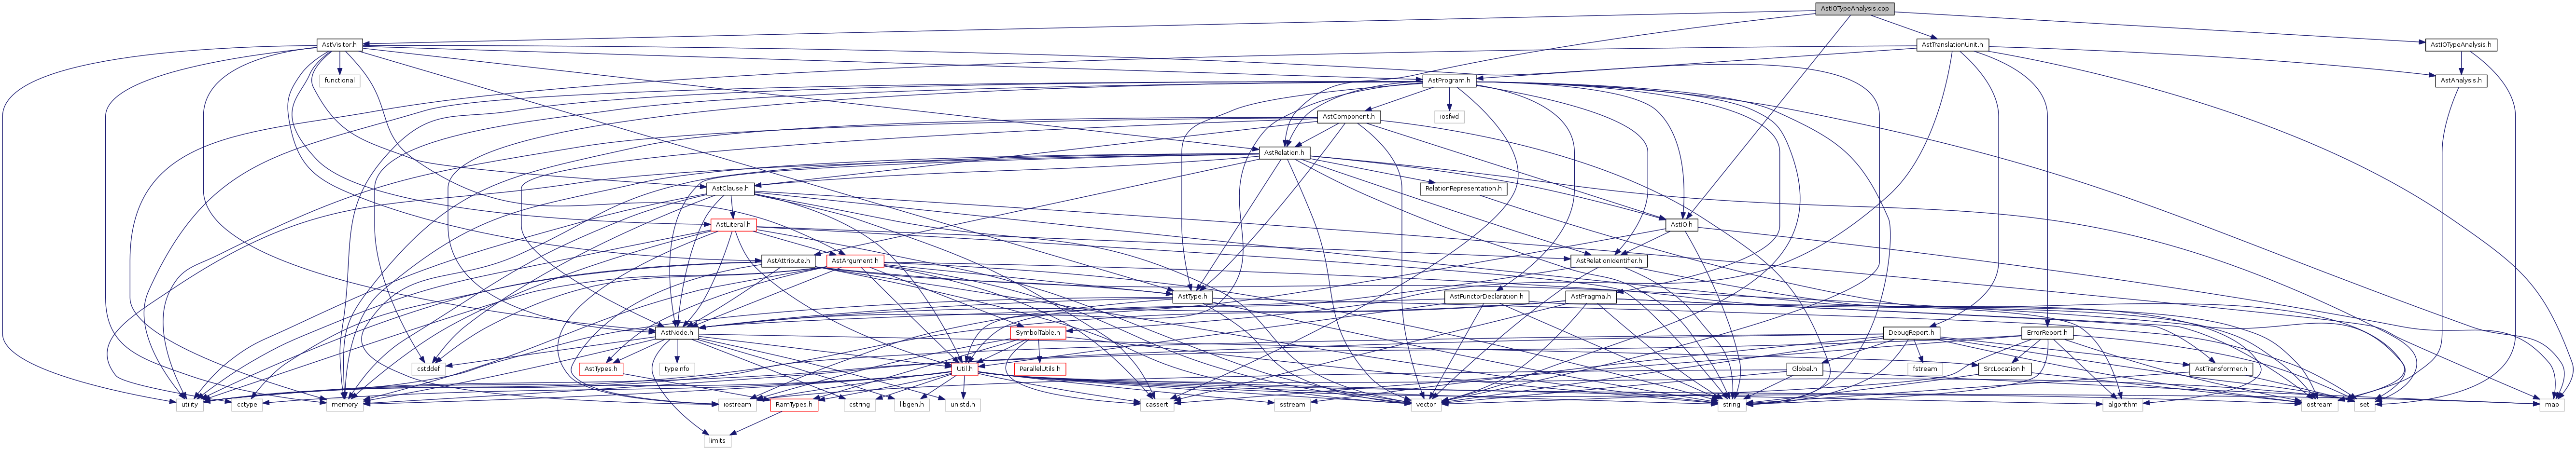 AstIOTypeAnalysis.cpp
AstVisitor.h
AstTranslationUnit.h
AstIOTypeAnalysis.h
functional
AstProgram.h
AstAnalysis.h
AstComponent.h
iosfwd
AstRelation.h
AstClause.h
RelationRepresentation.h
AstLiteral.h
AstIO.h
AstAttribute.h
AstArgument.h
AstRelationIdentifier.h
AstType.h
AstFunctorDeclaration.h
AstPragma.h
AstNode.h
SymbolTable.h
DebugReport.h
ErrorReport.h
cstddef
AstTypes.h
typeinfo
Util.h
ParallelUtils.h
Global.h
fstream
SrcLocation.h
AstTransformer.h
utility
cctype
memory
iostream
RamTypes.h
cstring
libgen.h
unistd.h
cassert
sstream
vector
string
algorithm
ostream
set
map
limits